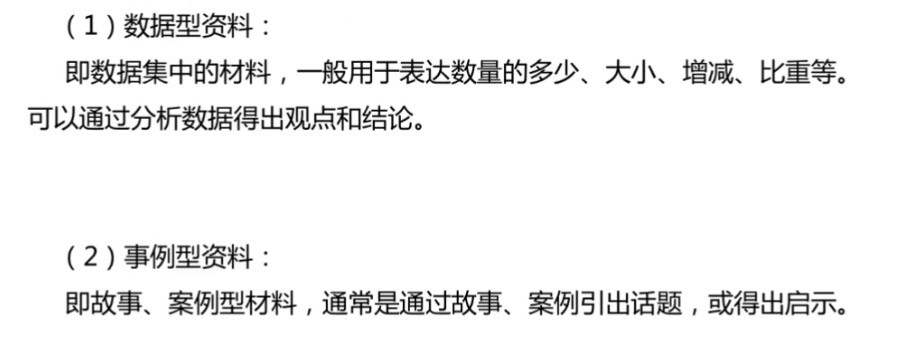 （1）数据型资料：
即数据集中的材料，一般用于表达数量的多少、大小、增减、比重等。
可以通过分析数据得出观点和结论。
（2）事例型资料：
即故事、案例型材料，通常是通过故事、案例引出话题，或得出启示。